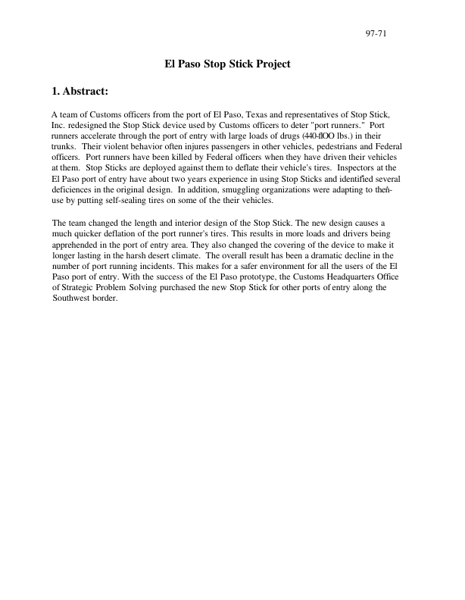 97-71
El Paso Stop Stick Project
1. Abstract:
A team of Customs officers from the port of El Paso, Texas and representatives of Stop Stick,
Inc. redesigned the Stop Stick device used by Customs officers to deter "port runners." Port
runners accelerate through the port of entry with large loads of drugs lbs.) in their
trunks. Their violent behavior often injures passengers in other vehicles, pedestrians and Federal
officers. Port runners have been killed by Federal officers when they have driven their vehicles
at them. Stop Sticks are deployed against them to deflate their vehicle's tires. Inspectors at the
El Paso port of entry have about two years experience in using Stop Sticks and identified several
deficiencies in the original design. In addition, smuggling organizations were adapting to
use by putting self-sealing tires on some of the their vehicles.
The team changed the length and interior design of the Stop Stick. The new design causes a
much quicker deflation of the port runner's tires. This results in more loads and drivers being
apprehended in the port of entry area. They also changed the covering of the device to make it
longer lasting in the harsh desert climate. The overall result has been a dramatic decline in the
number of port running incidents. This makes for a safer environment for all the users of the El
Paso port of entry. With the success of the El Paso prototype, the Customs Headquarters Office
of Strategic Problem Solving purchased the new Stop Stick for other ports of entry along the
Southwest border.